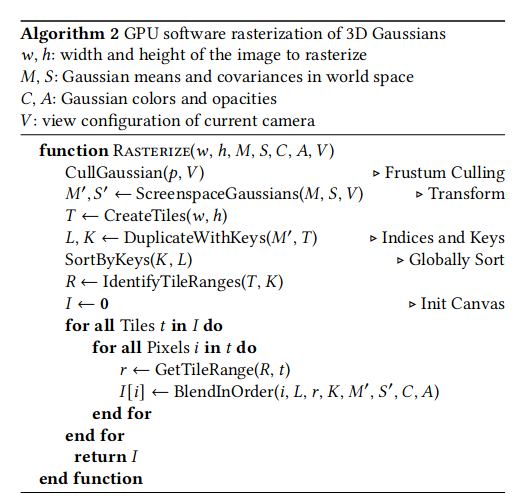 Algorithm 2 GPU software rasterization of 3D Gaussians
w, h: width and height of the image to rasterize
M, S: Gaussian means and covariances in world space
C, A: Gaussian colors and opacities
V: view configuration of current camera
function Rasterize(w, h, M, S, C, A, V)
CullGaussian(p, V) ▷ Frustum Culling
M′, S′ ← ScreenspaceGaussians(M, S, V) ▷ Transform
T ← CreateTiles(w, h)
L, K ← DuplicateWithKeys(M′, T) ▷ Indices and Keys
SortByKeys(K, L) ▷ Globally Sort
R ← IdentifyTileRanges(T, K)
I ← 0 ▷ Init Canvas
for all Tiles t in I do
for all Pixels i in t do
r ← GetTileRange(R, t)
I[i] ← BlendInOrder(i, L, r, K, M′, S′, C, A)
end for
end for
return I
end function